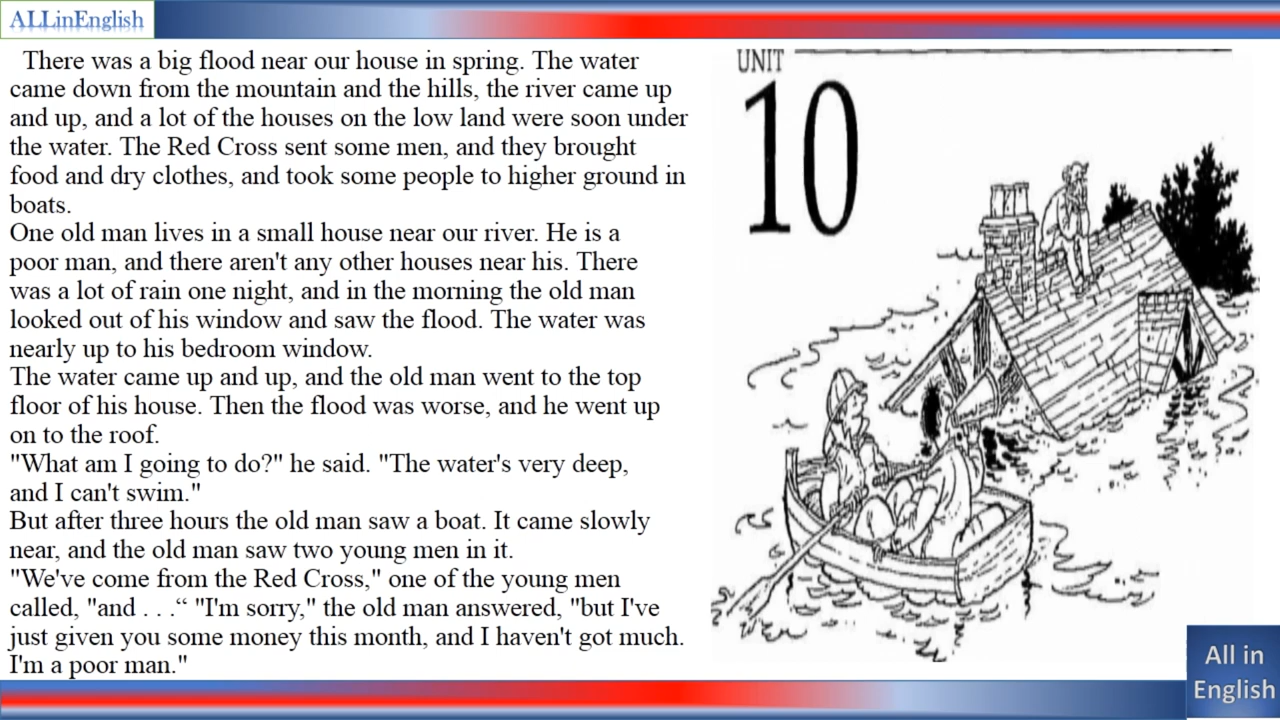 ALLinEnglish
There was a big flood near our house in spring. The water
came down from the mountain and the hills, the river came up
and up, and a lot of the houses on the low land were soon under
the water. The Red Cross sent some men, and they brought
food and dry clothes, and took some people to higher ground in
boats.
One old man lives in a small house near our river. He is a
poor man, and there aren't any other houses near his. There
was a lot of rain one night, and in the morning the old man
looked out of his window and saw the flood. The water was
nearly up to his bedroom window.
The water came up and up, and the old man went to the top
floor of his house. Then the flood was worse, and he went up
on to the roof.
"What am I going to do?" he said. "The water's very deep,
and I can't swim."
But after three hours the old man saw a boat. It came slowly
near, and the old man saw two young men in it.
"We've come from the Red Cross," one of the young men
called, "and . . .“ "I'm sorry," the old man answered, "but I've
just given you some money this month, and I haven't got much.
I'm a poor man."
UNIT
10
All in
English